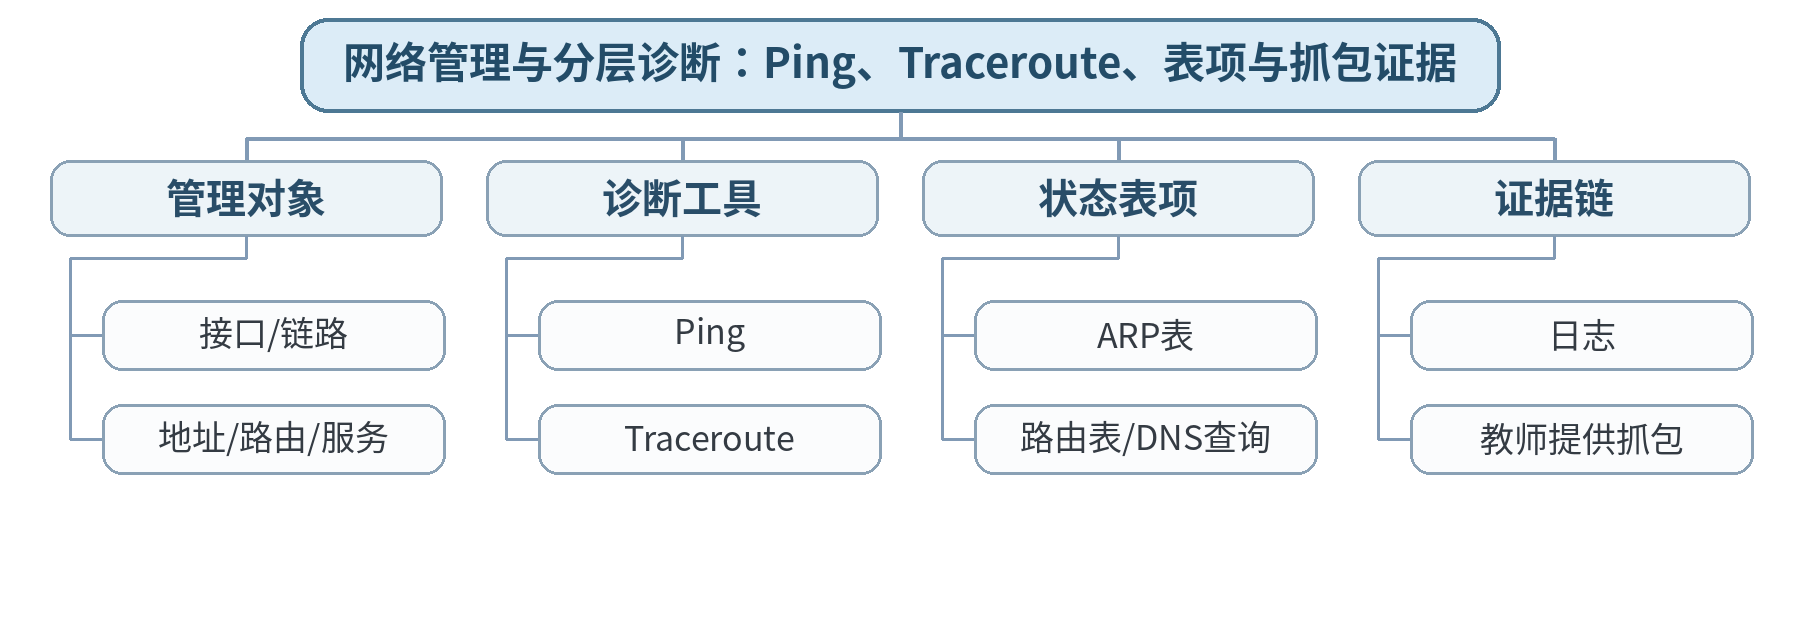 网络管理与分层诊断：Ping、Traceroute、表项与抓包证据
管理对象
诊断工具
状态表项
证据链
接口/链路
Ping
ARP表
日志
地址/路由/服务
Traceroute
路由表/DNS查询
教师提供抓包